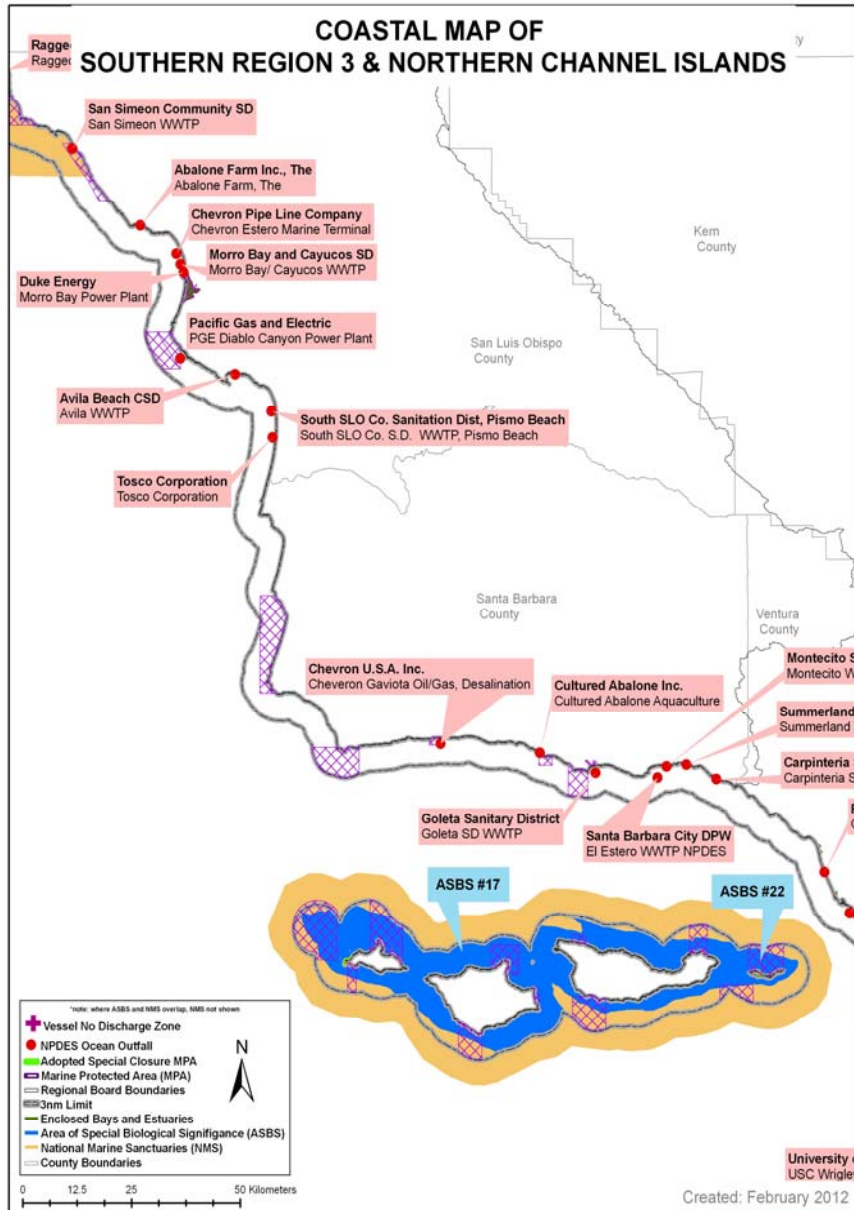 COASTAL MAP OF
SOUTHERN REGION 3 & NORTHERN CHANNEL ISLANDS
San Simeon Community SD
San Simeon WWTP
Abalone Farm Inc., The
Abalone Farm, The
Chevron Pipe Line Company
Chevron Estero Marine Terminal
Morro Bay and Cayucos SD
Morro Bay/ Cayucos WWTP
Kern
County
Duke Energy
Morro Bay Power Plant
Pacific Gas and Electric
PGE Diablo Canyon Power Plant
San Luis Obispo
County
Avila Beach CSD
Avila WWTP
South SLO Co. Sanitation Dist, Pismo Beach
South SLO Co. S.D. WWTP, Pismo Beach
Tosco Corporation
Tosco Corporation
Santa Barbara
County
Ventura
County
Chevron U.S.A. Inc.
Cheveron Gaviota Oil/Gas, Desalination
Cultured Abalone Inc.
Cultured Abalone Aquaculture
Montecito S
Montecito W
Summerland
Summerland
Carpinteria
Carpinteria S
Goleta Sanitary District
Goleta SD WWTP
Santa Barbara City DPW
El Estero WWTP NPDES
ASBS #17
ASBS #22
*note: where ASBS and NMS overlap, NMS not shown
Vessel No Discharge Zone
NPDES Ocean Outfall
Adopted Special Closure MPA
Marine Protected Area (MPA)
Regional Board Boundaries
3nm Limit
Enclosed Bays and Estuaries
Area of Special Biological Signifigance (ASBS)
National Marine Sanctuaries (NMS)
County Boundaries
N
0 12.5 25 50 Kilometers
University o
USC Wrigle
Created: February 2012